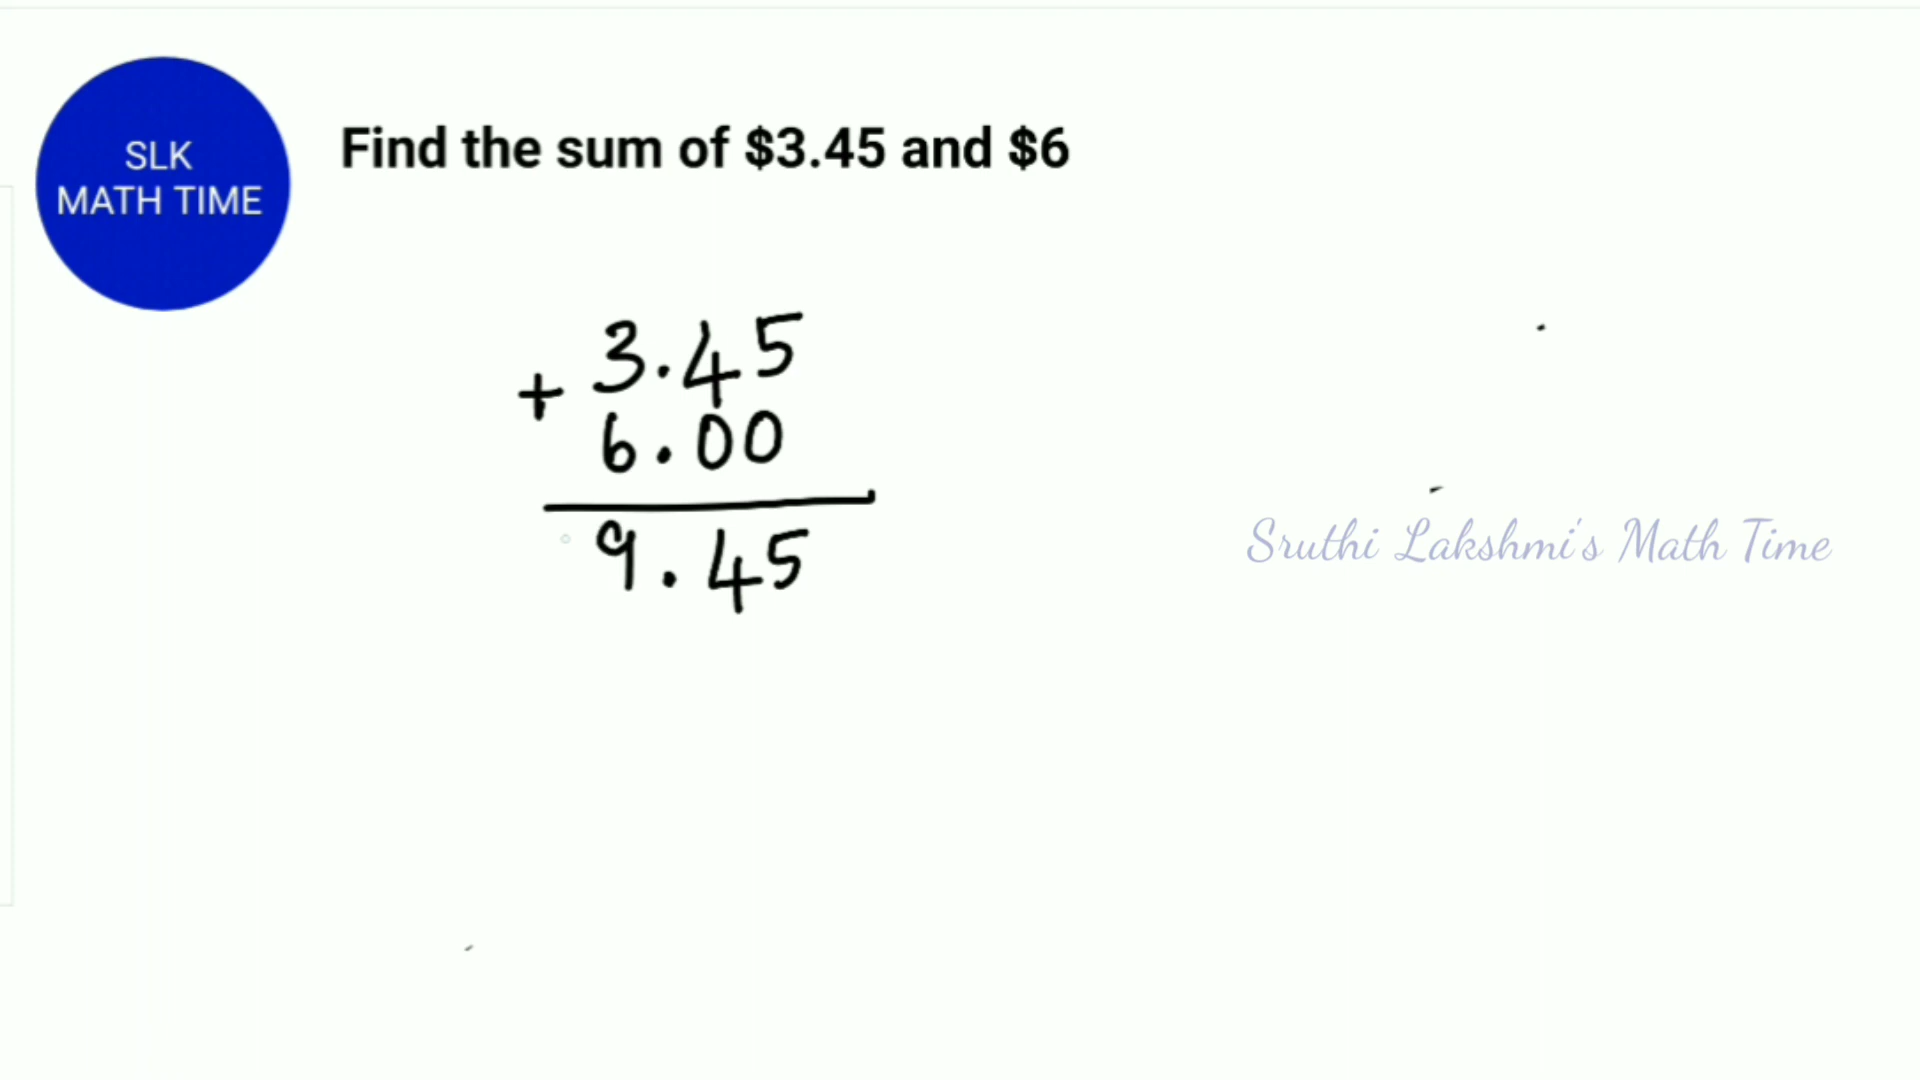 SLK
MATH TIME
Find the sum of $3.45 and $6
3.45
+
6.00
9.45
Sruthi Lakshmi's Math Time